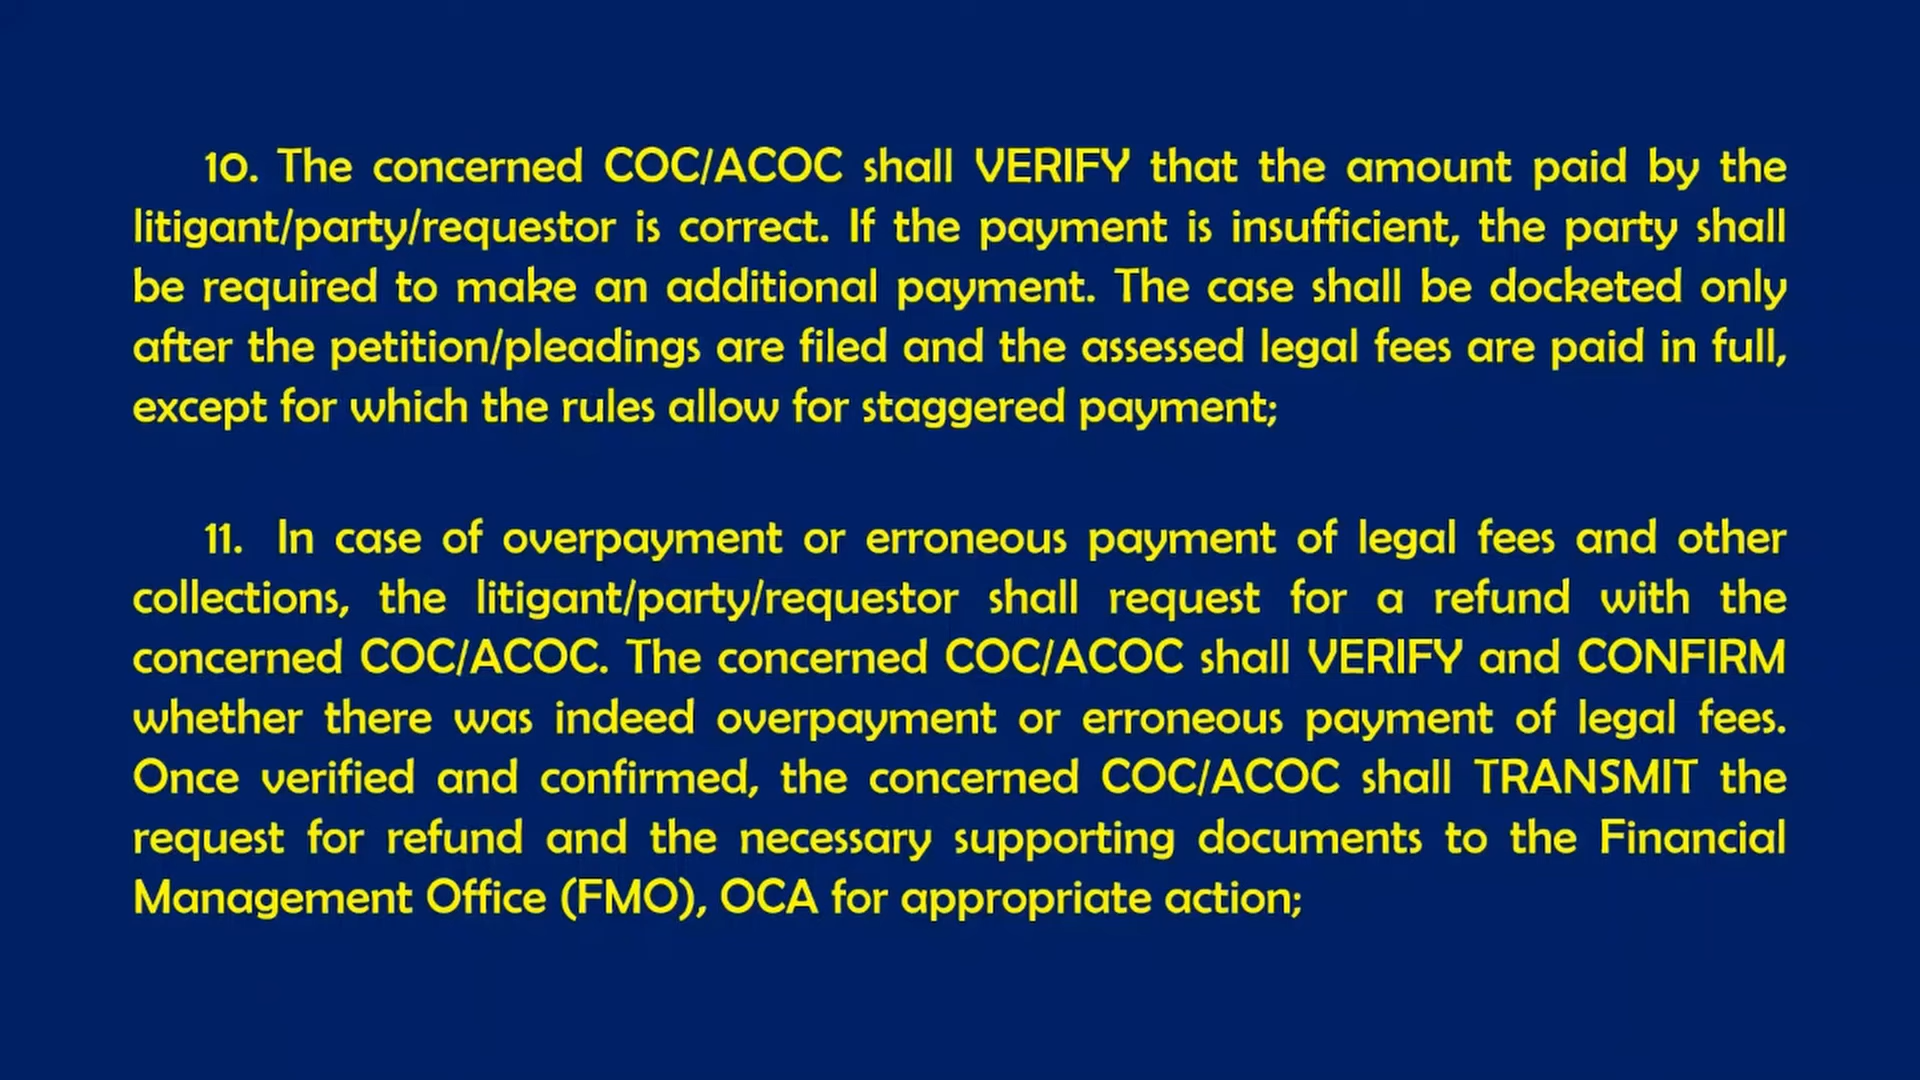 10. The concerned COC/ACOC shall VERIFY that the amount paid by the
litigant/party/requestor is correct. If the payment is insufficient, the party shall
be required to make an additional payment. The case shall be docketed only
after the petition/pleadings are filed and the assessed legal fees are paid in full,
except for which the rules allow for staggered payment;
11. In case of overpayment or erroneous payment of legal fees and other
collections, the litigant/party/requestor shall request for a refund with the
concerned COC/ACOC. The concerned COC/ACOC shall VERIFY and CONFIRM
whether there was indeed overpayment or erroneous payment of legal fees.
Once verified and confirmed, the concerned COC/ACOC shall TRANSMIT the
request for refund and the necessary supporting documents to the Financial
Management Office (FMO), OCA for appropriate action;